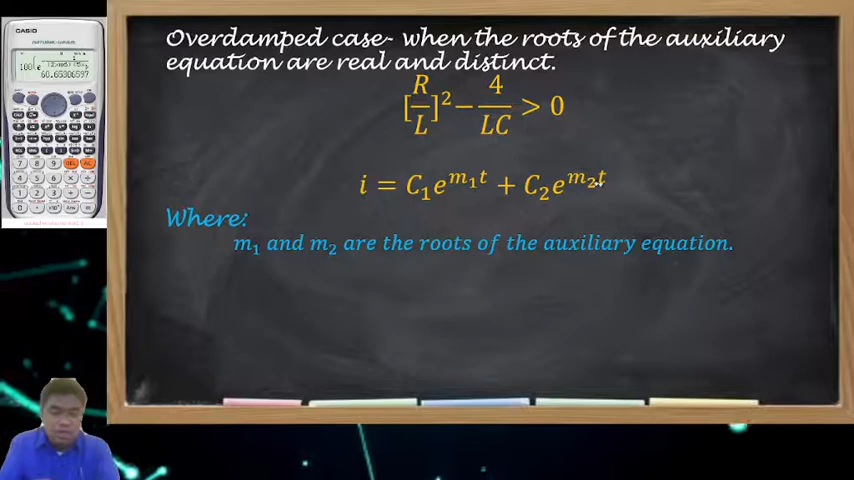 Overdamped case- when the roots of the auxiliary
equation are real and distinct.
[R/L]² − 4/LC > 0
i = C₁e^{m₁t} + C₂e^{m₂t}
Where:
m₁ and m₂ are the roots of the auxiliary equation.
CASIO
60.65306597